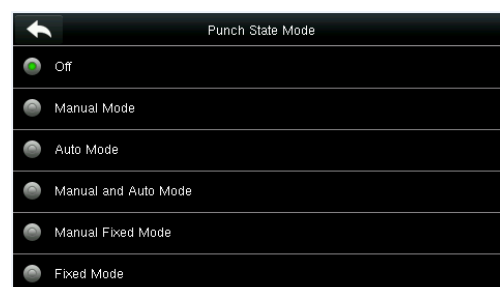 Punch State Mode
Off
Manual Mode
Auto Mode
Manual and Auto Mode
Manual Fixed Mode
Fixed Mode